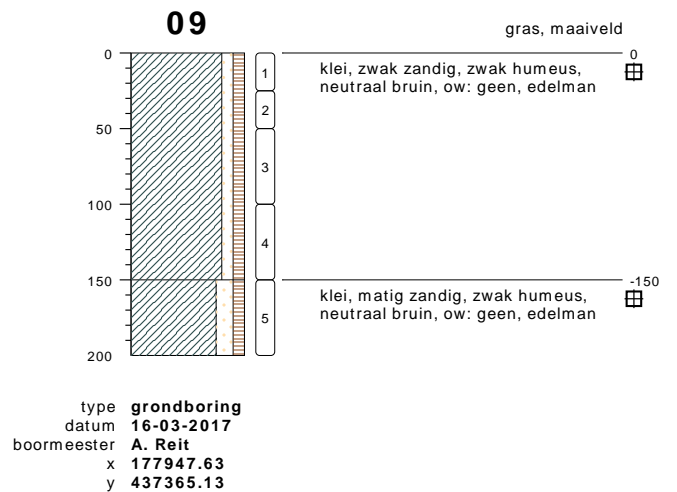 09
gras, maaiveld
0
0
1
klei, zwak zandig, zwak humeus,
neutraal bruin, ow: geen, edelman
2
50
3
100
4
150
-150
klei, matig zandig, zwak humeus,
neutraal bruin, ow: geen, edelman
5
200
type grondboring
datum 16-03-2017
boormeester A. Reit
x 177947.63
y 437365.13